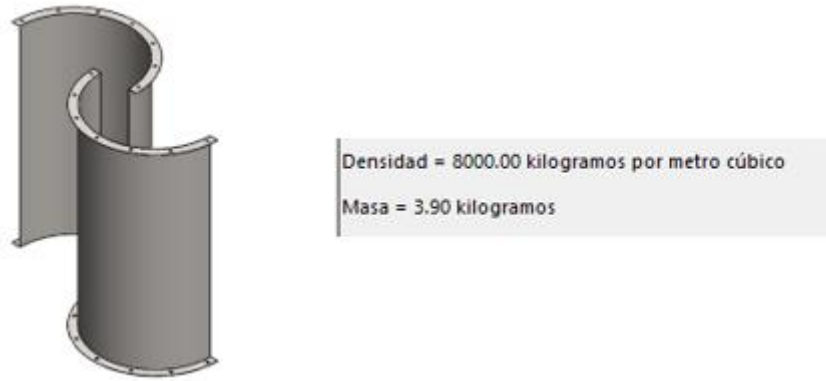 Densidad = 8000.00 kilogramos por metro cúbico
Masa = 3.90 kilogramos